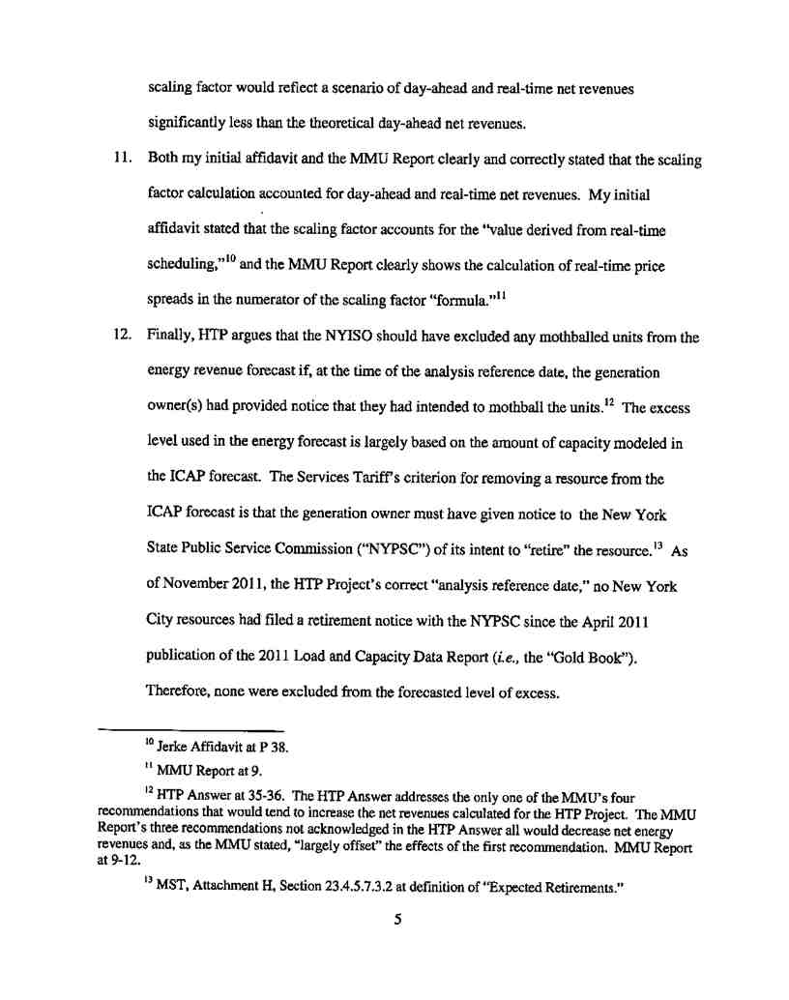 scaling factor would reflect a scenario of day-ahead and real-time net revenues
significantly less than the theoretical day-ahead net revenues.
11. Both my initial affidavit and the MMU Report clearly and correctly stated that the scaling
factor calculation accounted for day-ahead and real-time net revenues. My initial
affidavit stated that the scaling factor accounts for the "value derived from real-time
scheduling,"10 and the MMU Report clearly shows the calculation of real-time price
spreads in the numerator of the scaling factor "formula."11
12. Finally, HTP argues that the NYISO should have excluded any mothballed units from the
energy revenue forecast if, at the time of the analysis reference date, the generation
owner(s) had provided notice that they had intended to mothball the units.12 The excess
level used in the energy forecast is largely based on the amount of capacity modeled in
the ICAP forecast. The Services Tariff's criterion for removing a resource from the
ICAP forecast is that the generation owner must have given notice to the New York
State Public Service Commission ("NYPSC") of its intent to "retire" the resource.13 As
of November 2011, the HTP Project's correct "analysis reference date," no New York
City resources had filed a retirement notice with the NYPSC since the April 2011
publication of the 2011 Load and Capacity Data Report (i.e., the "Gold Book").
Therefore, none were excluded from the forecasted level of excess.
10 Jerke Affidavit at P 38.
11 MMU Report at 9.
12 HTP Answer at 35-36. The HTP Answer addresses the only one of the MMU's four
recommendations that would tend to increase the net revenues calculated for the HTP Project. The MMU
Report's three recommendations not acknowledged in the HTP Answer all would decrease net energy
revenues and, as the MMU stated, "largely offset" the effects of the first recommendation. MMU Report
at 9-12.
13 MST, Attachment H, Section 23.4.5.7.3.2 at definition of "Expected Retirements."
5